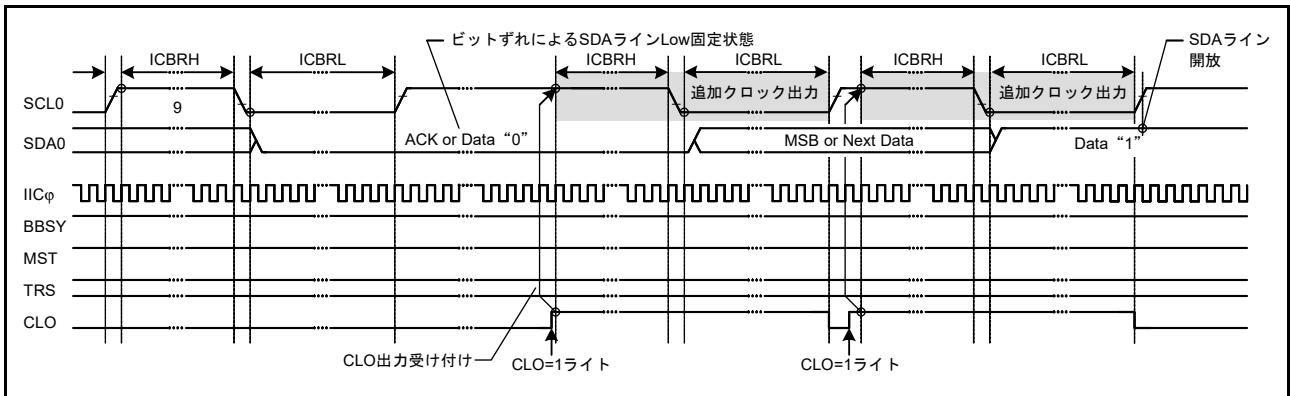 ビットずれによるSDAラインLow固定状態
SDAライン
開放
ICBRH
ICBRL
ICBRH
ICBRL
ICBRH
ICBRL
追加クロック出力
追加クロック出力
SCL0
9
SDA0
ACK or Data “0”
MSB or Next Data
Data “1”
IICφ
BBSY
MST
TRS
CLO
CLO出力受け付け
CLO=1ライト
CLO=1ライト